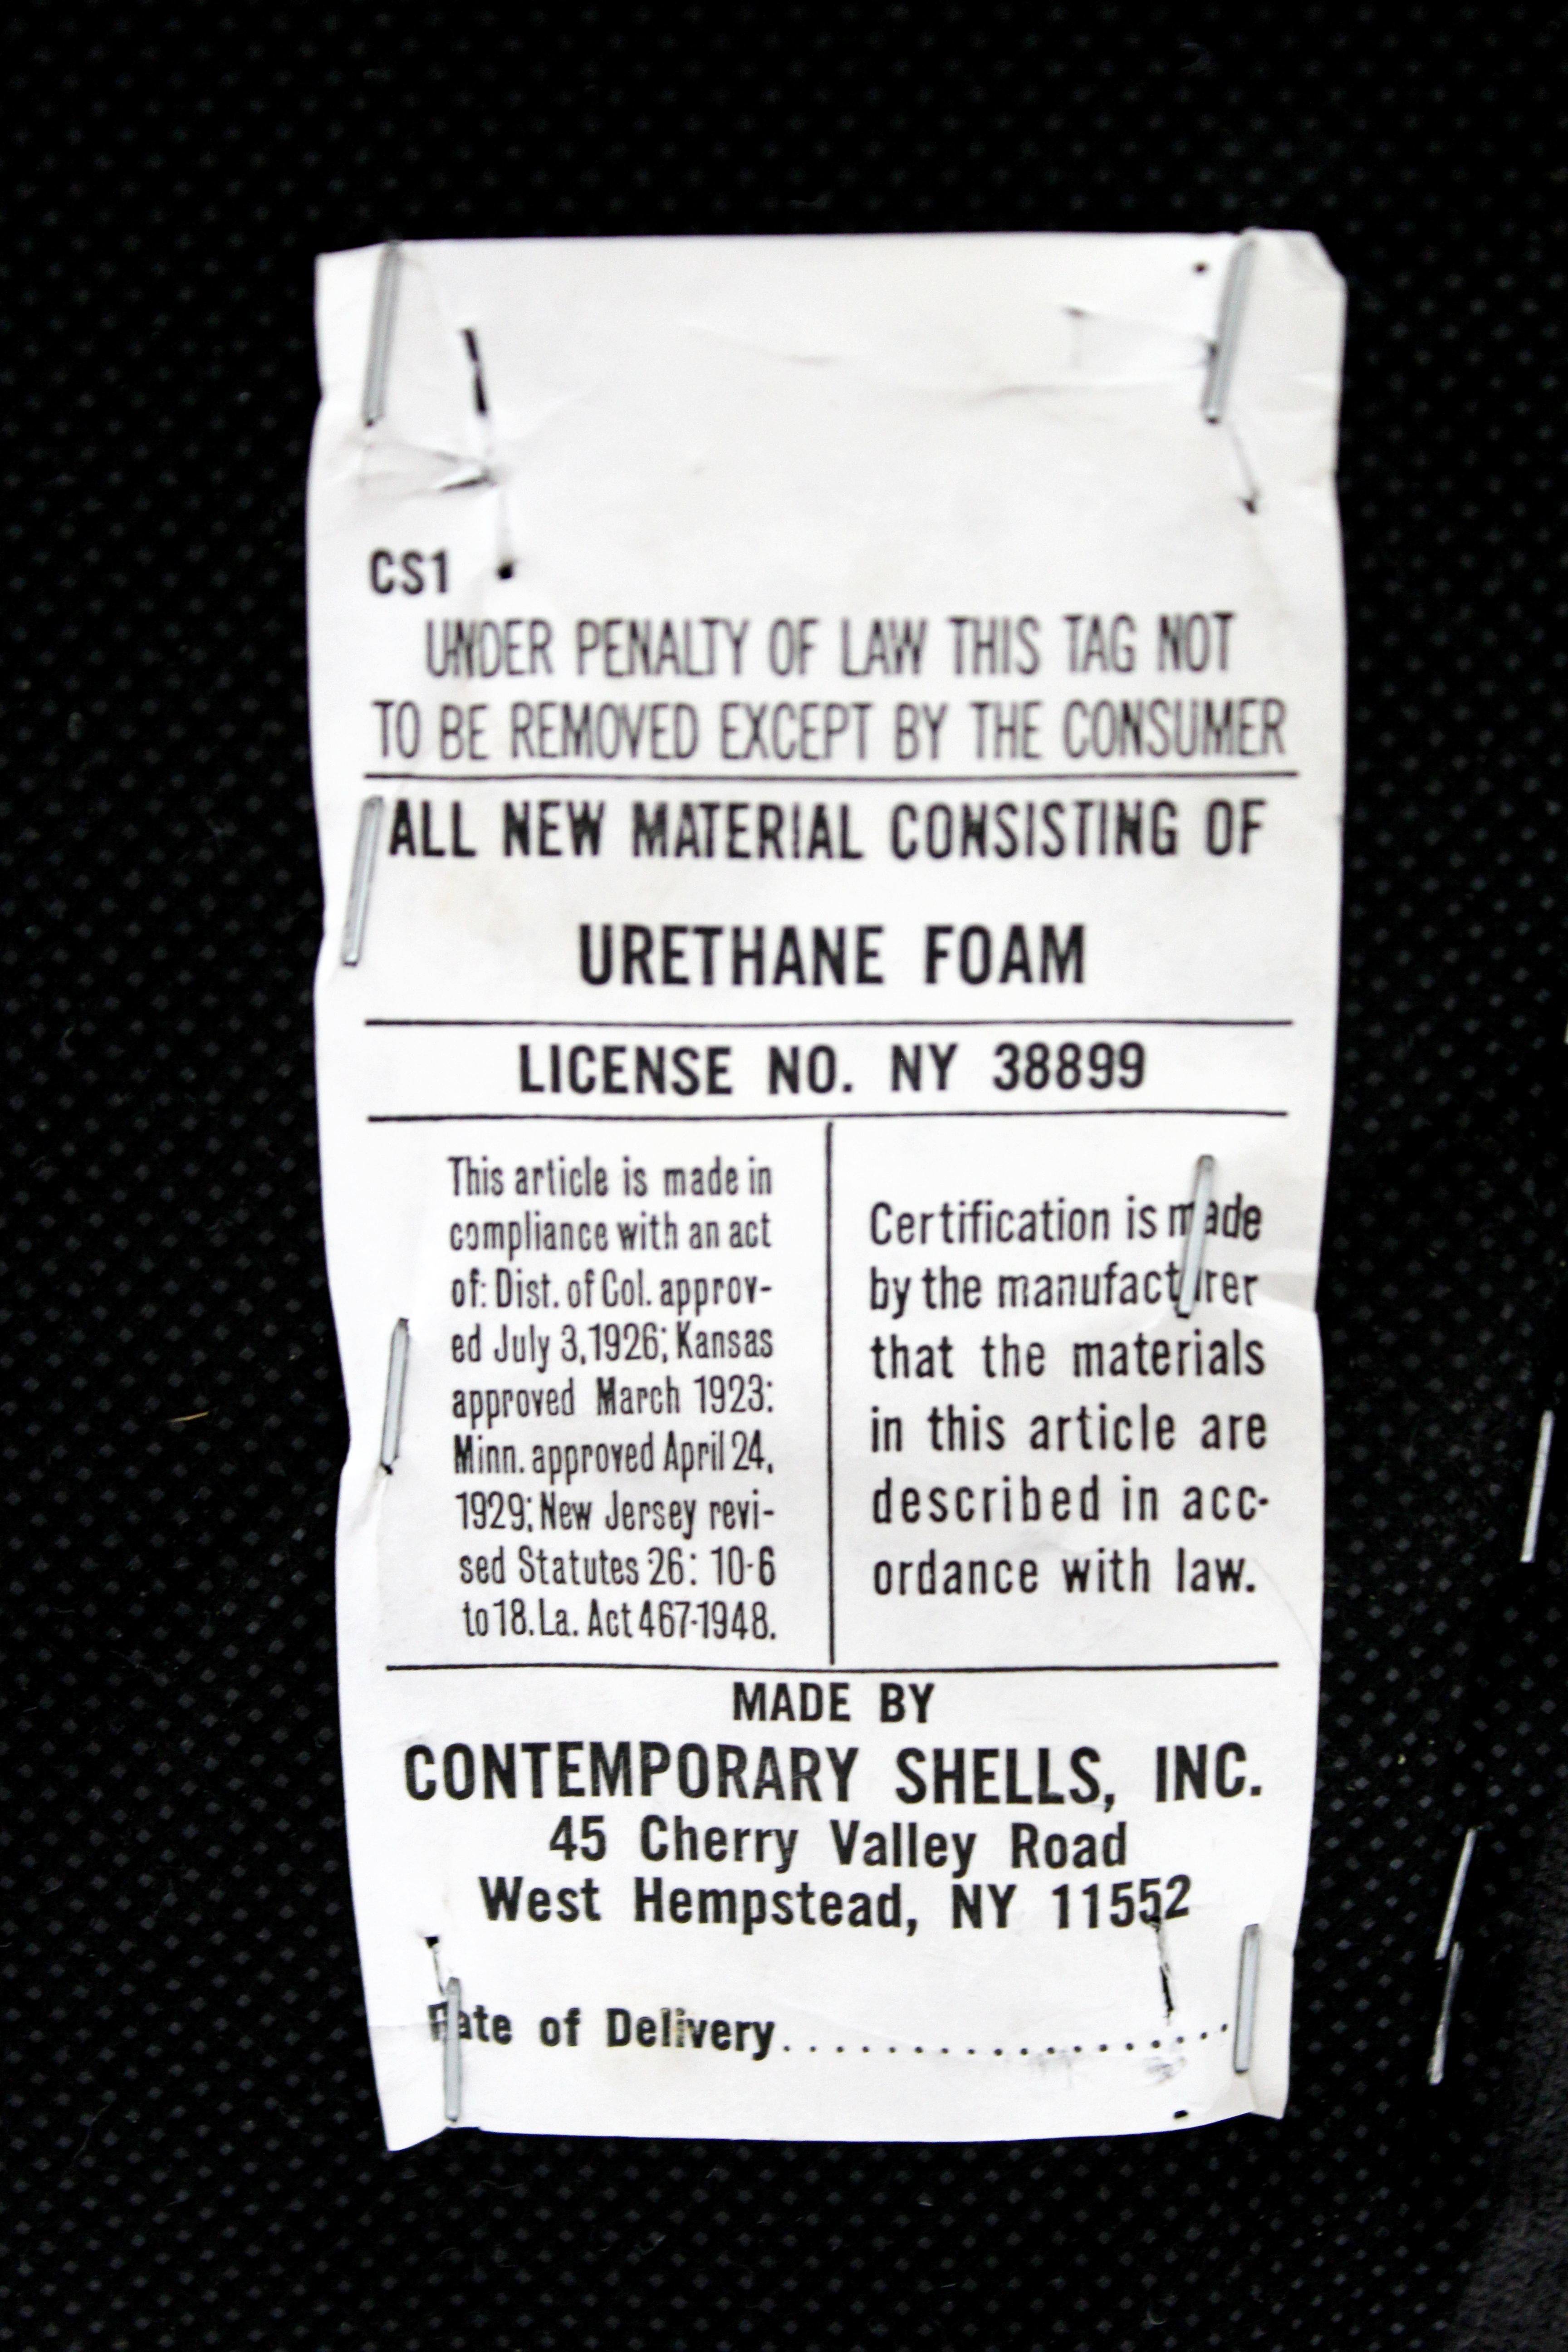 CS1
UNDER PENALTY OF LAW THIS TAG NOT
TO BE REMOVED EXCEPT BY THE CONSUMER
ALL NEW MATERIAL CONSISTING OF
URETHANE FOAM
LICENSE NO. NY 38899
This article is made in
compliance with an act
of: Dist. of Col. approv-
ed July 3, 1926; Kansas
approved March 1923:
Minn. approved April 24,
1929; New Jersey revi-
sed Statutes 26: 10-6
to 18. La. Act 467-1948.
Certification is made
by the manufacturer
that the materials
in this article are
described in acc-
ordance with law.
MADE BY
CONTEMPORARY SHELLS, INC.
45 Cherry Valley Road
West Hempstead, NY 11552
Date of Delivery..................